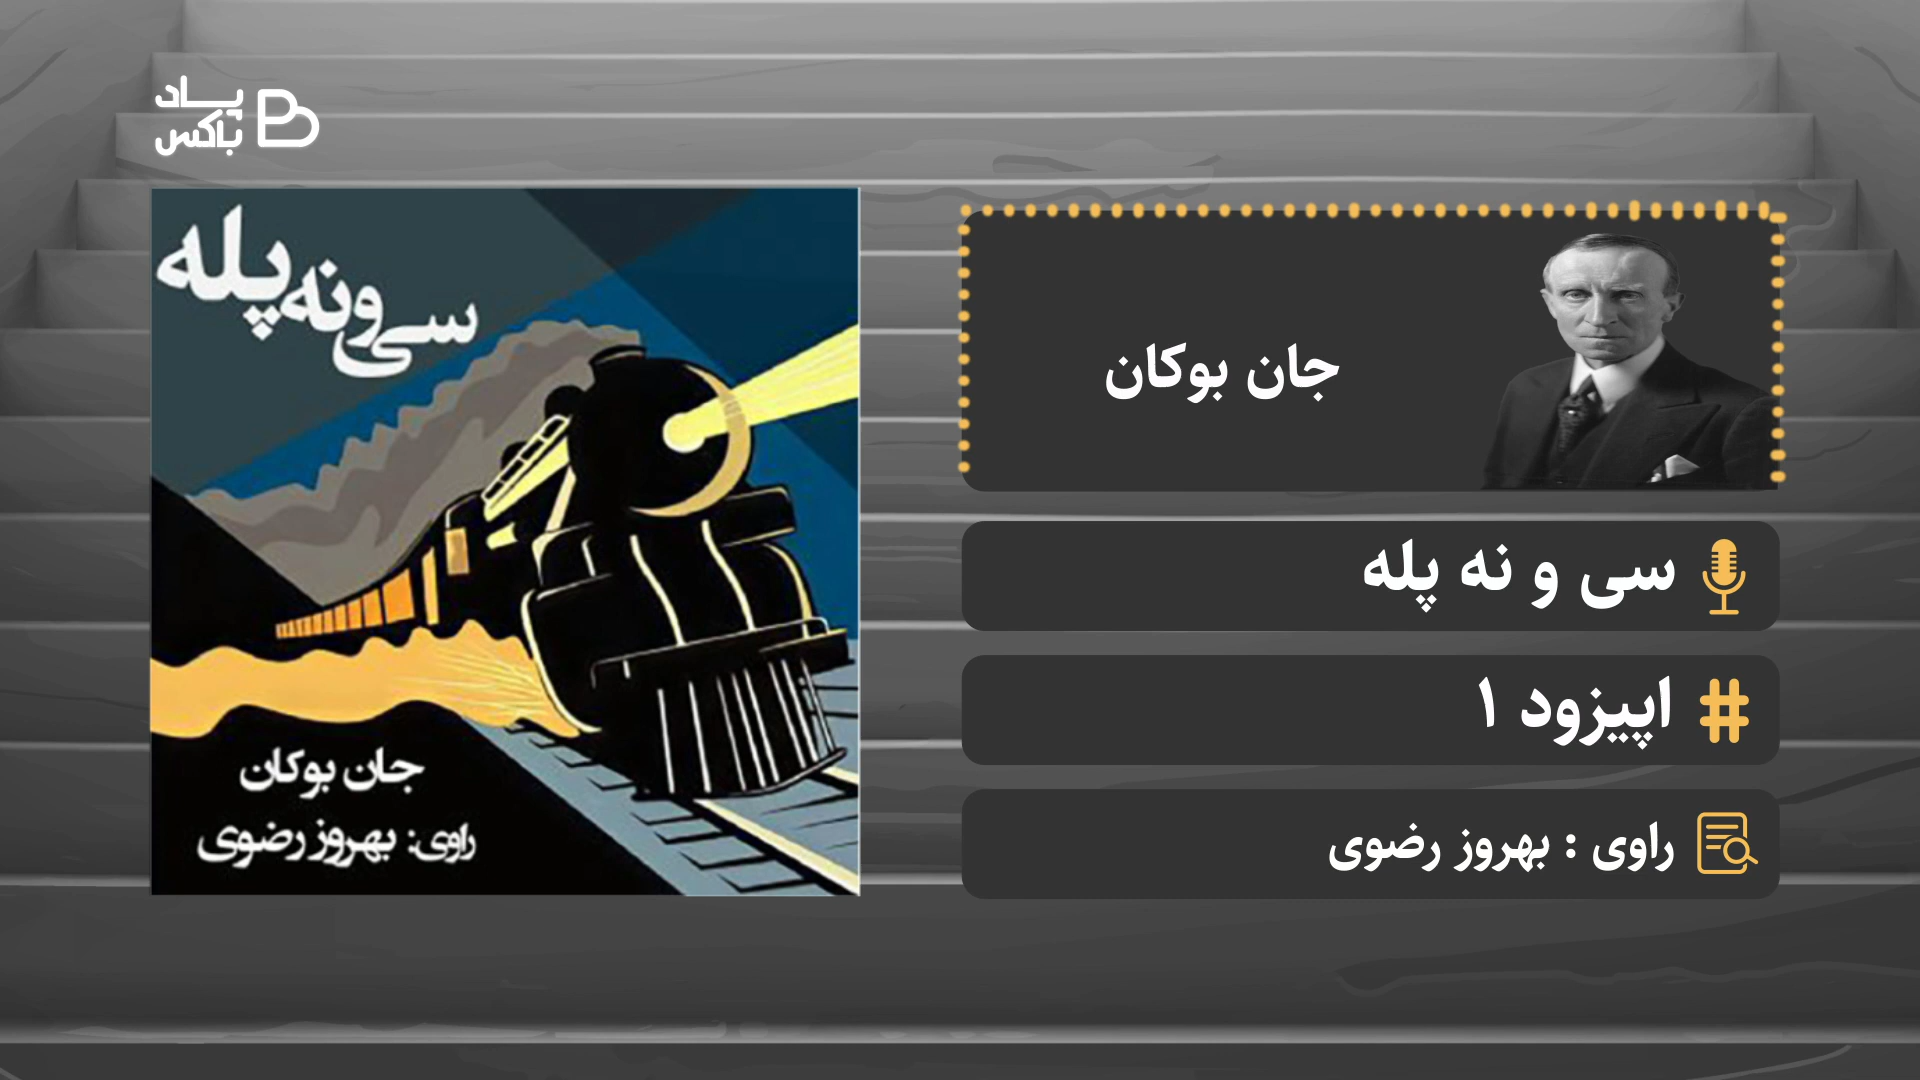 پاد
باکس
سی و نه پله
جان بوکان
راوی: بهروز رضوی
جان بوکان
سی و نه پله
اپیزود ۱
راوی : بهروز رضوی